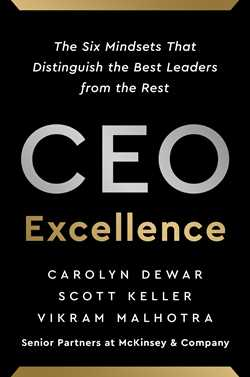 The Six Mindsets That
Distinguish the Best Leaders
from the Rest
CEO
Excellence
CAROLYN DEWAR
SCOTT KELLER
VIKRAM MALHOTRA
Senior Partners at McKinsey & Company